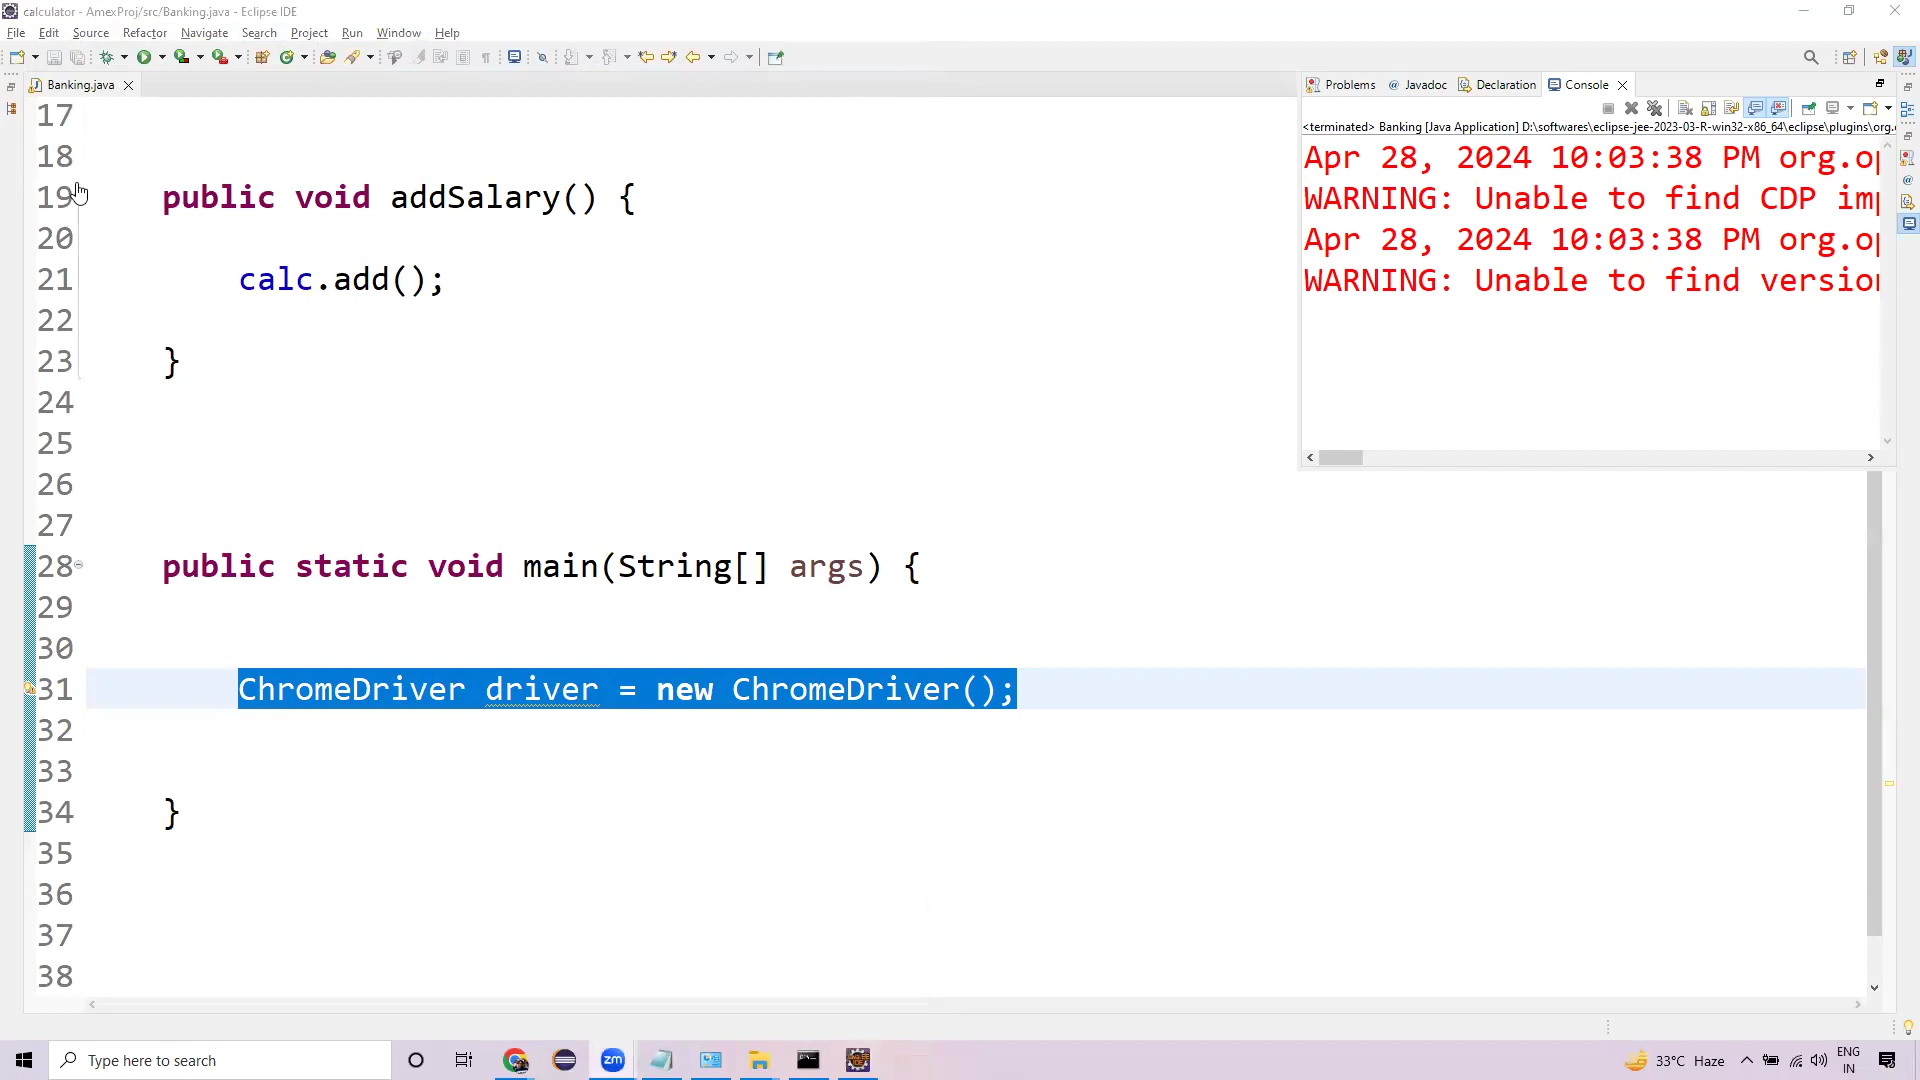 calculator - AmexProj/src/Banking.java - Eclipse IDE
File Edit Source Refactor Navigate Search Project Run Window Help
Banking.java
Problems @ Javadoc Declaration Console
<terminated> Banking [Java Application] D:\softwares\eclipse-jee-2023-03-R-win32-x86_64\eclipse\plugins\org.
Apr 28, 2024 10:03:38 PM org.op
WARNING: Unable to find CDP imp
Apr 28, 2024 10:03:38 PM org.op
WARNING: Unable to find version
17
18
19 public void addSalary() {
20
21 calc.add();
22
23 }
24
25
26
27
28 public static void main(String[] args) {
29
30
31 ChromeDriver driver = new ChromeDriver();
32
33
34 }
35
36
37
38
Type here to search
zm
33°C Haze
ENG
IN